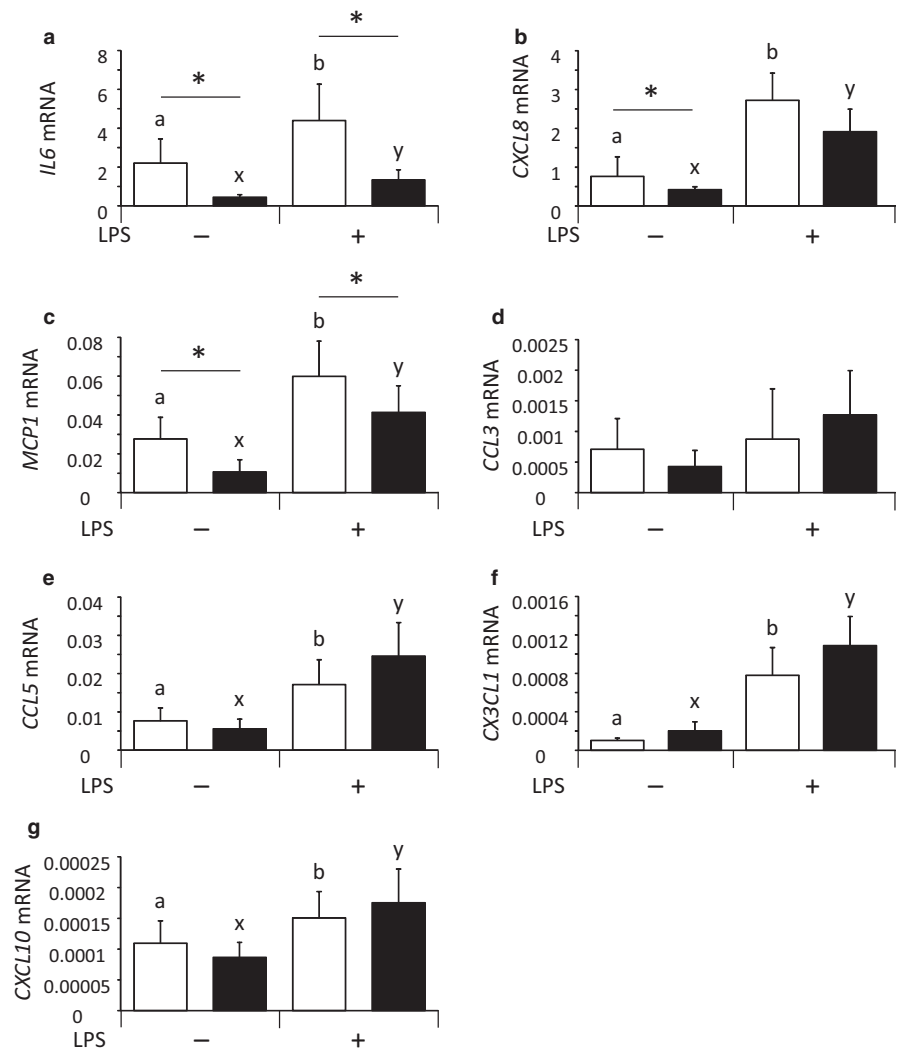 a
IL6 mRNA
8
6
4
2
0
*
*
a
x
b
y
LPS
−
+
b
CXCL8 mRNA
4
3
2
1
0
*
a
x
b
y
LPS
−
+
c
MCP1 mRNA
0.08
0.06
0.04
0.02
0
*
*
a
x
b
y
LPS
−
+
d
CCL3 mRNA
0.0025
0.002
0.0015
0.001
0.0005
0
LPS
−
+
e
CCL5 mRNA
0.04
0.03
0.02
0.01
0
a
x
b
y
LPS
−
+
f
CX3CL1 mRNA
0.0016
0.0012
0.0008
0.0004
0
a
x
b
y
LPS
−
+
g
CXCL10 mRNA
0.00025
0.0002
0.00015
0.0001
0.00005
0
a
x
b
y
LPS
−
+